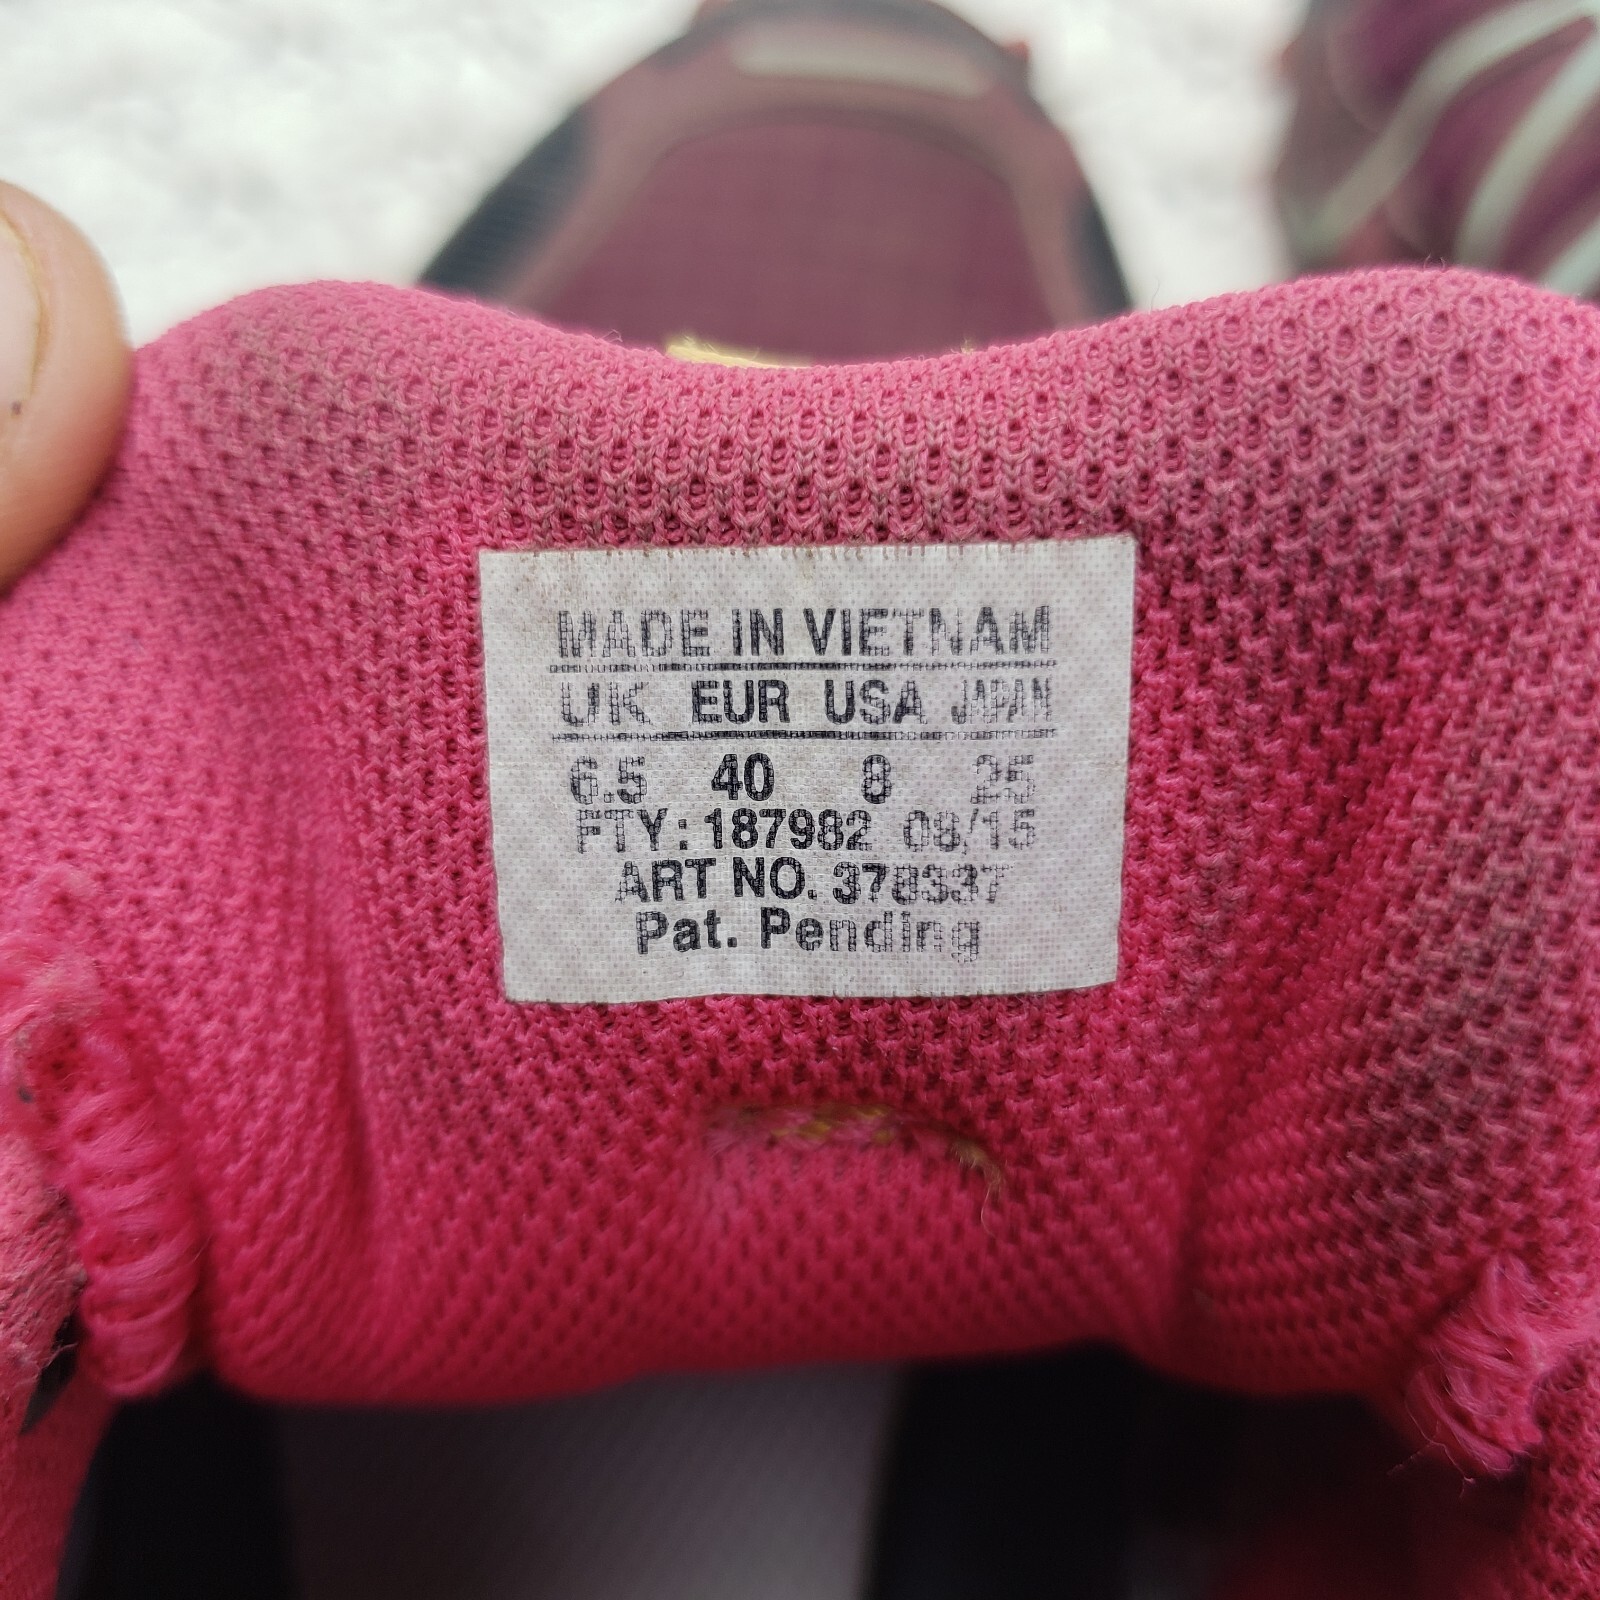 MADE IN VIETNAM
UK EUR USA JAPAN
6.5 40 8 25
FTY: 187982 08/15
ART NO. 378337
Pat. Pending